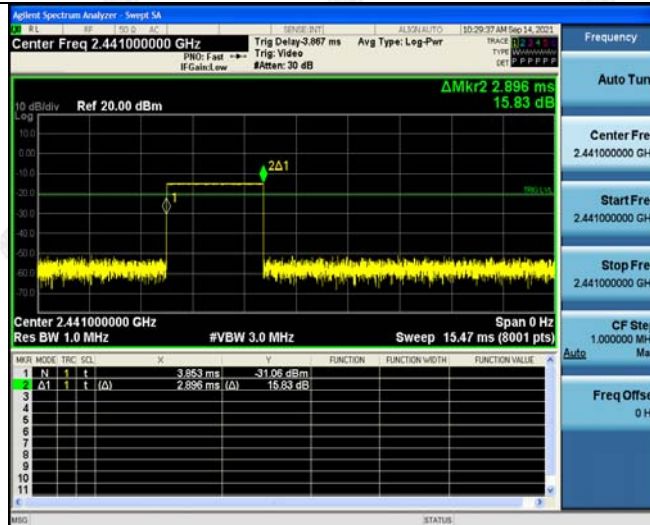 Agilent Spectrum Analyzer - Swept SA
RL RF 50 Ω AC SENSE:INT ALIGNAUTO 10:29:37 AM Sep 14, 2021
Center Freq 2.441000000 GHz
PNO: Fast
IFGain:Low
Trig Delay-3.867 ms
Trig: Video
#Atten: 30 dB
Avg Type: Log-Pwr
TRACE 1 2 3 4 5 6
TYPE
DET P P P P P P
ΔMkr2 2.896 ms
15.83 dB
10 dB/div Ref 20.00 dBm
Log
10.0
0.00
-10.0
-20.0
-30.0
-40.0
-50.0
-60.0
-70.0
2Δ1
1
TRIG LVL
Center 2.441000000 GHz Span 0 Hz
Res BW 1.0 MHz #VBW 3.0 MHz Sweep 15.47 ms (8001 pts)
MKR MODE TRC SCL X Y FUNCTION FUNCTION WIDTH FUNCTION VALUE
1 N 1 t 3.853 ms -31.06 dBm
2 Δ1 1 t (Δ) 2.896 ms (Δ) 15.83 dB
3
4
5
6
7
8
9
10
11
MSG STATUS
Frequency
Auto Tun
Center Fre
2.441000000 GH
Start Fre
2.441000000 GH
Stop Fre
2.441000000 GH
CF Ste
1.000000 MH
Auto Ma
Freq Offse
0 H